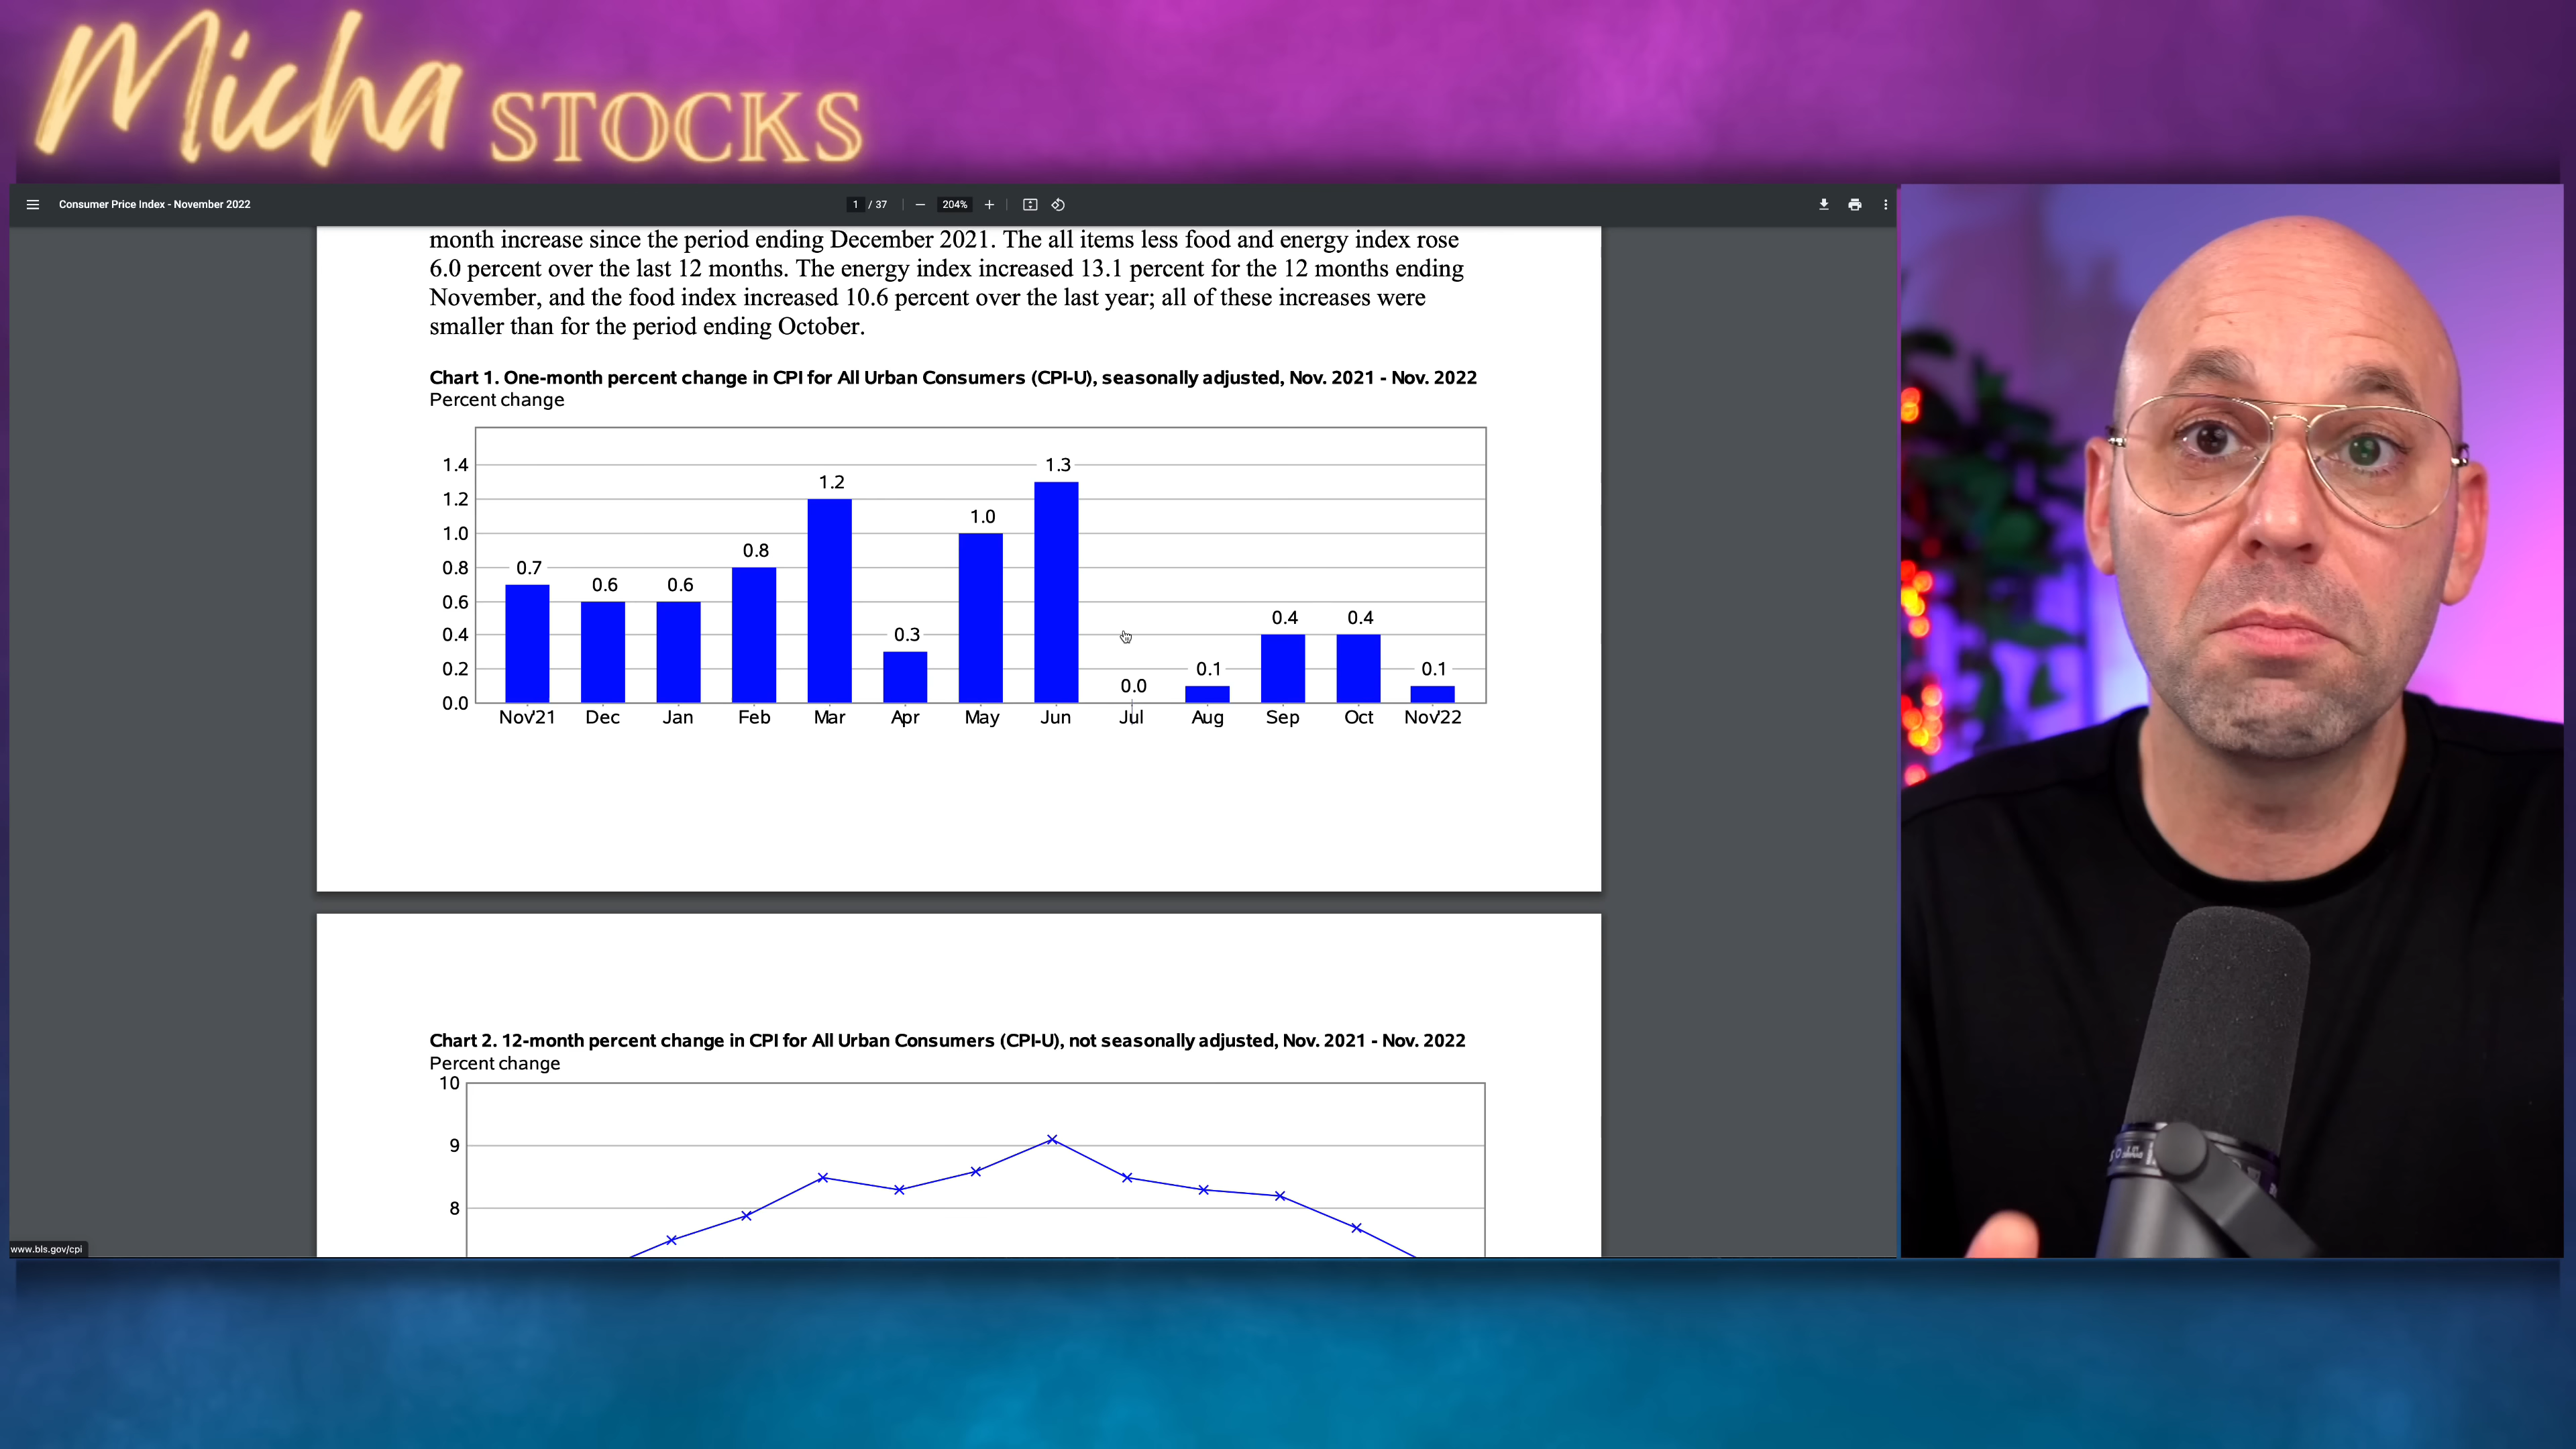 Micha STOCKS
Consumer Price Index - November 2022
1 / 37
204%
month increase since the period ending December 2021. The all items less food and energy index rose
6.0 percent over the last 12 months. The energy index increased 13.1 percent for the 12 months ending
November, and the food index increased 10.6 percent over the last year; all of these increases were
smaller than for the period ending October.
Chart 1. One-month percent change in CPI for All Urban Consumers (CPI-U), seasonally adjusted, Nov. 2021 - Nov. 2022
Percent change
1.4
1.2
1.0
0.8
0.6
0.4
0.2
0.0
0.7 0.6 0.6 0.8 1.2 0.3 1.0 1.3 0.0 0.1 0.4 0.4 0.1
Nov'21 Dec Jan Feb Mar Apr May Jun Jul Aug Sep Oct Nov'22
Chart 2. 12-month percent change in CPI for All Urban Consumers (CPI-U), not seasonally adjusted, Nov. 2021 - Nov. 2022
Percent change
10
9
8
www.bls.gov/cpi